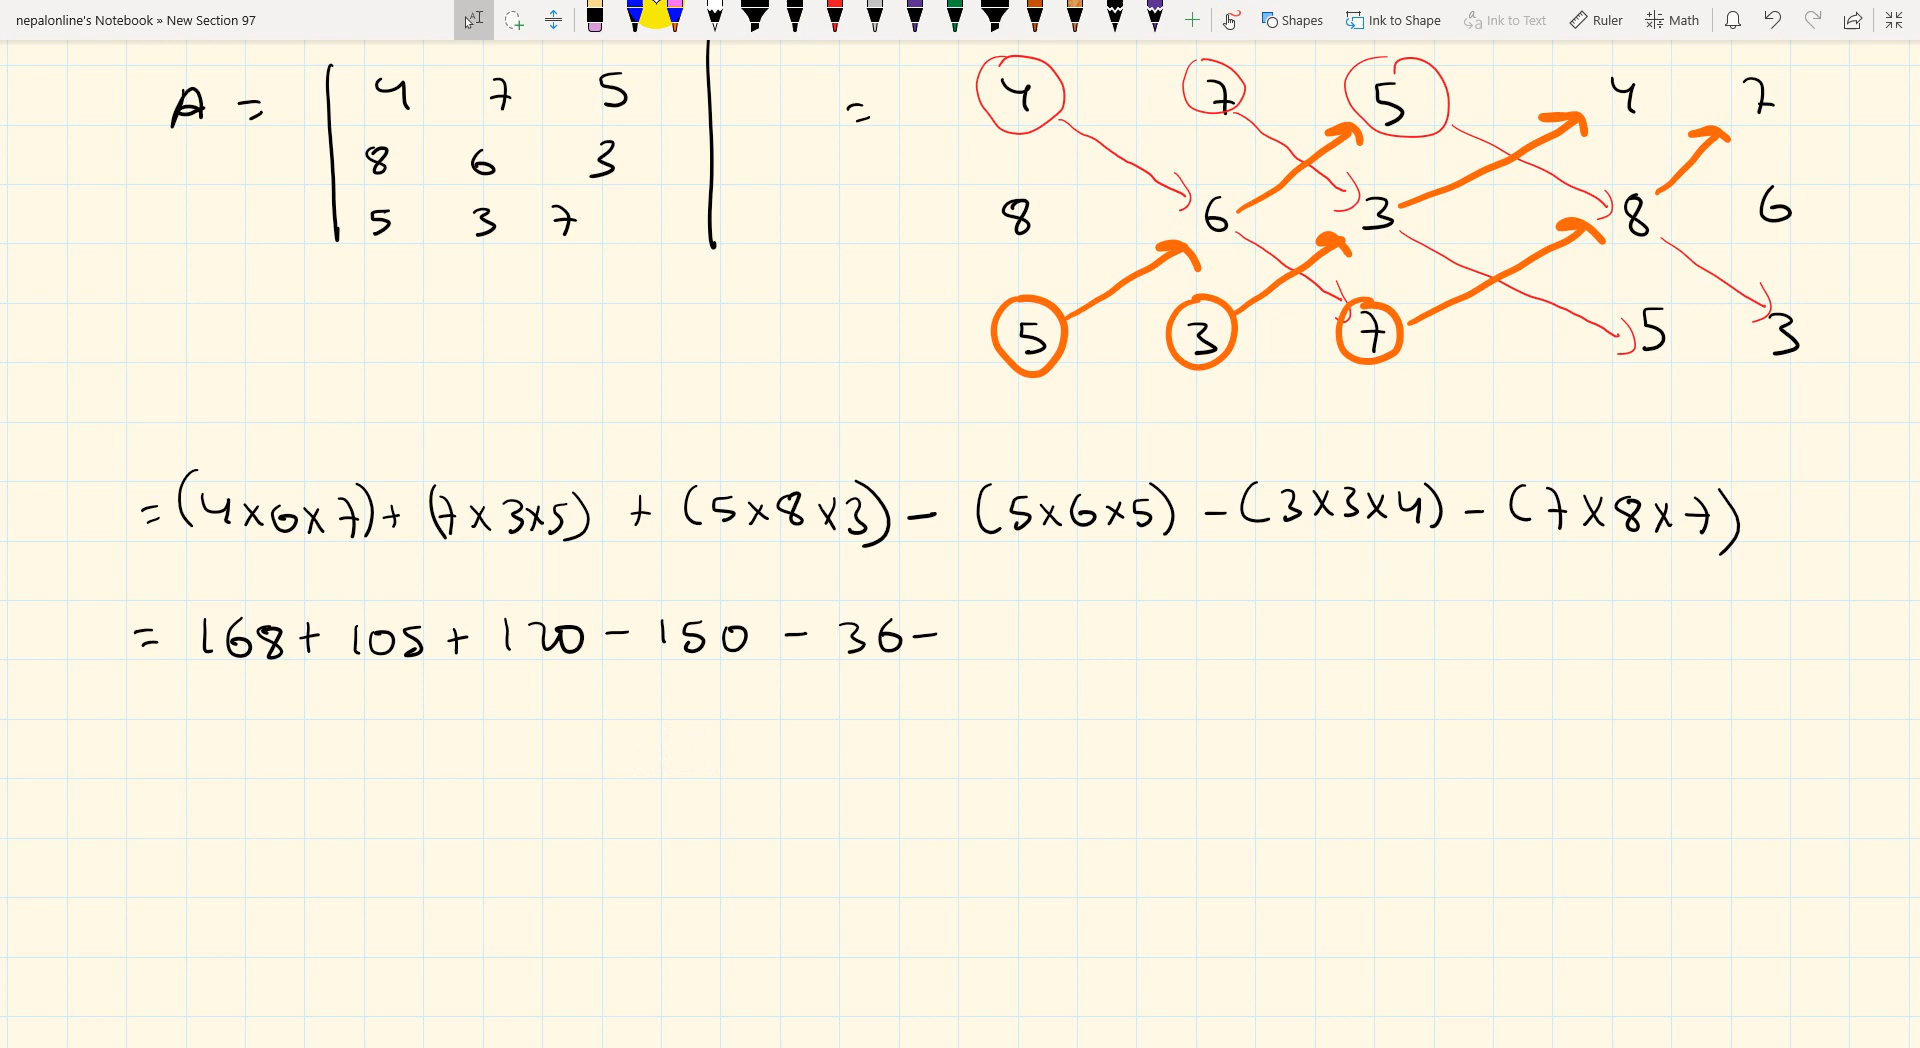 nepalonline's Notebook » New Section 97
Shapes Ink to Shape Ink to Text Ruler Math
A = | 4 7 5 | = 4 7 5 4 7
8 6 3 8 6 3 8 6
5 3 7 5 3 7 5 3
= (4 × 6 × 7) + (7 × 3 × 5) + (5 × 8 × 3) - (5 × 6 × 5) - (3 × 3 × 4) - (7 × 8 × 7)
= 168 + 105 + 120 - 150 - 36 -